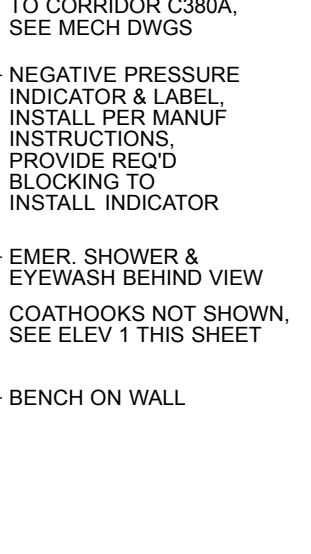 TO CORRIDOR C380A,
SEE MECH DWGS
NEGATIVE PRESSURE
INDICATOR & LABEL,
INSTALL PER MANUF
INSTRUCTIONS,
PROVIDE REQ'D
BLOCKING TO
INSTALL INDICATOR
EMER. SHOWER &
EYEWASH BEHIND VIEW
COATHOOKS NOT SHOWN,
SEE ELEV 1 THIS SHEET
BENCH ON WALL